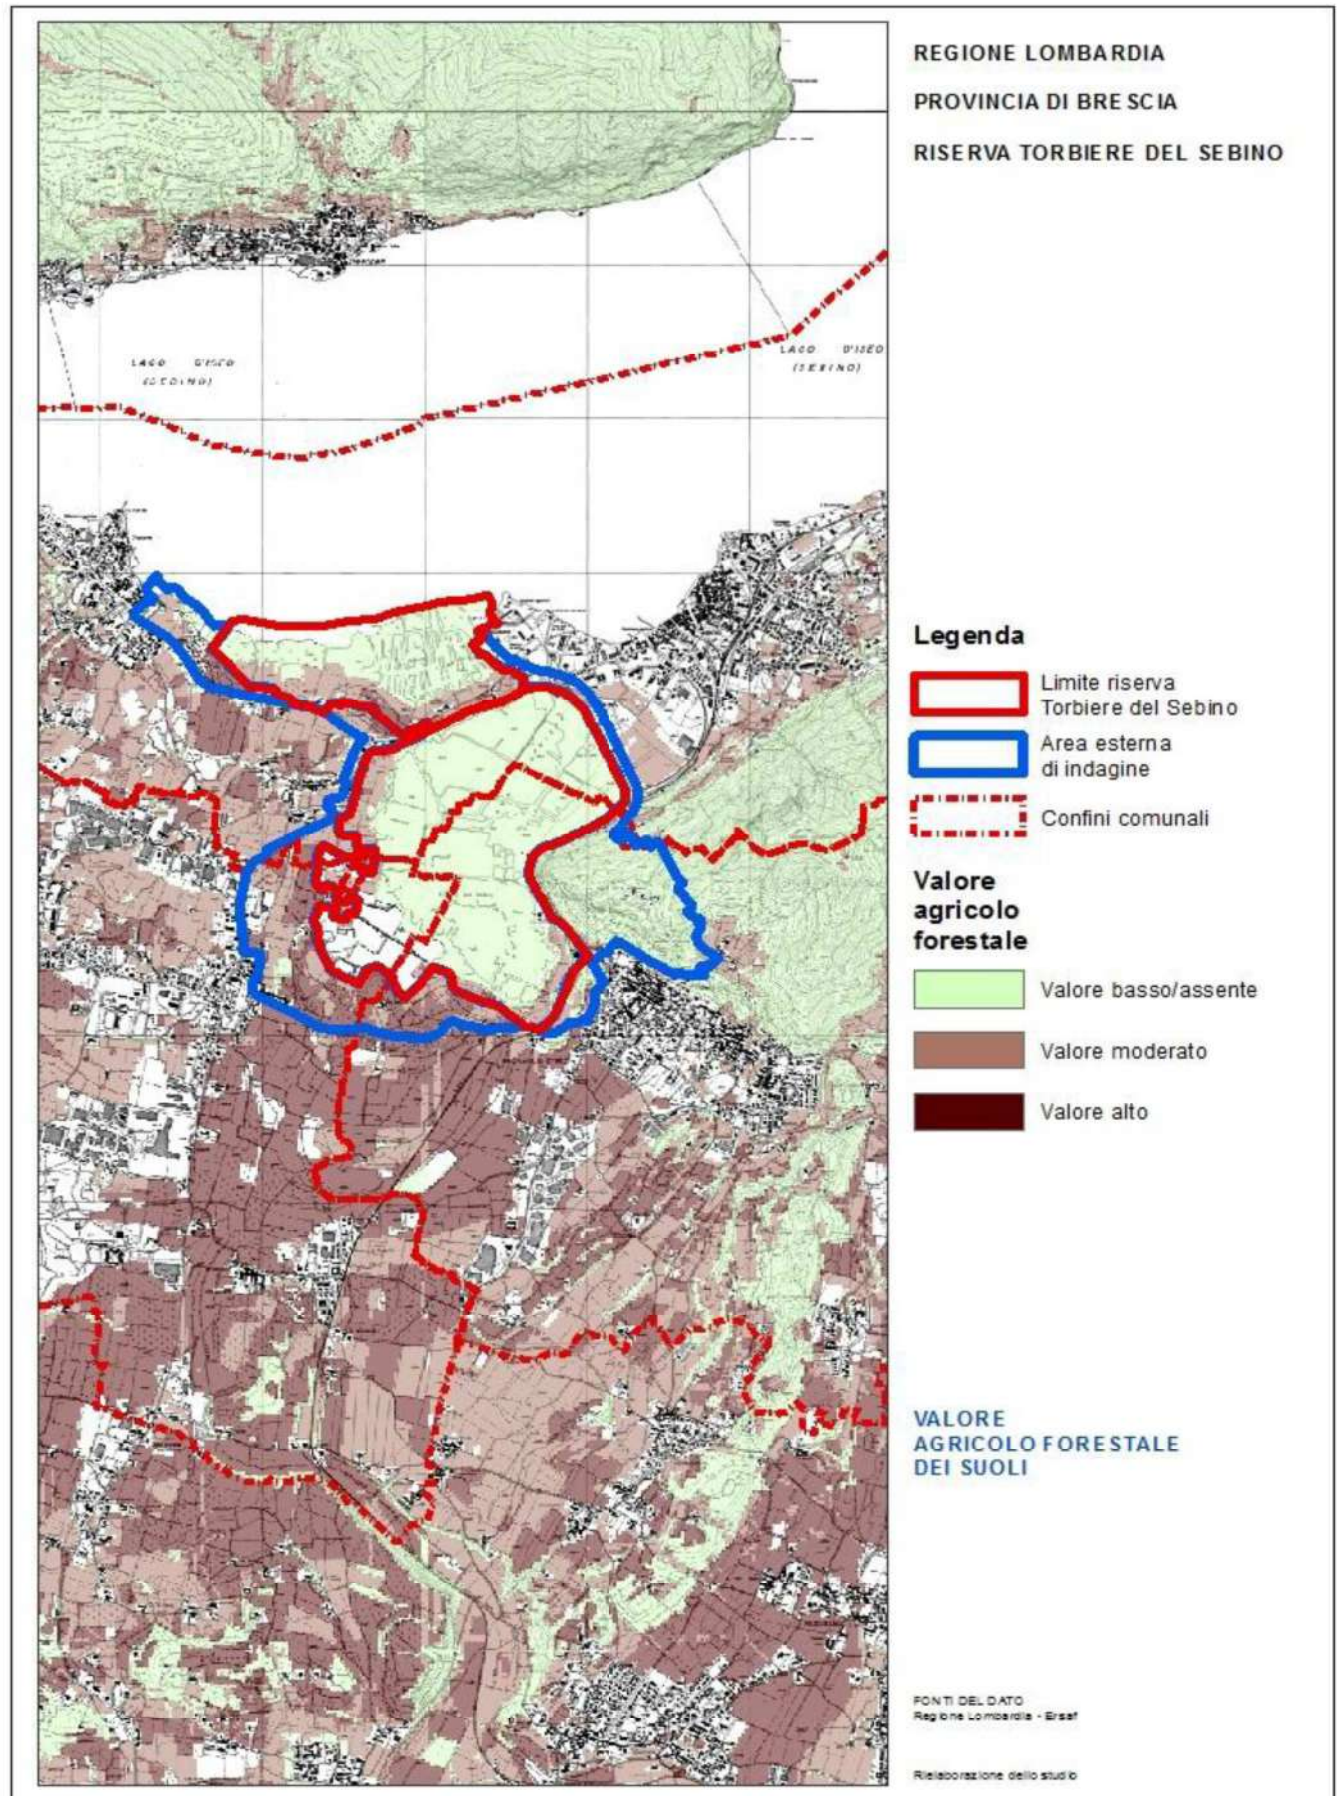 REGIONE LOMBARDIA
PROVINCIA DI BRESCIA
RISERVA TORBIERE DEL SEBINO
LAGO D'ISEO
(SEBINO)
LAGO D'ISEO
(SEBINO)
Legenda
Limite riserva
Torbiere del Sebino
Area esterna
di indagine
Confini comunali
Valore
agricolo
forestale
Valore basso/assente
Valore moderato
Valore alto
VALORE
AGRICOLO FORESTALE
DEI SUOLI
FONTI DEL DATO
Regione Lombardia - Ersaf
Rielaborazione dello studio